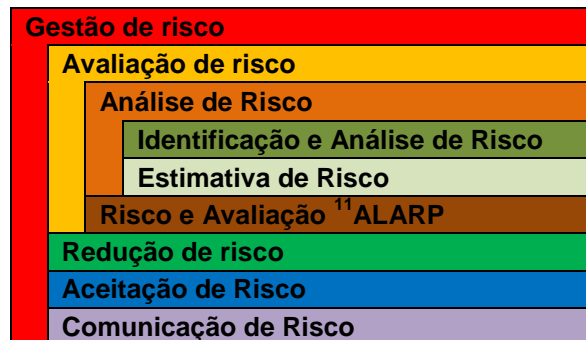 Gestão de risco
Avaliação de risco
Análise de Risco
Identificação e Análise de Risco
Estimativa de Risco
Risco e Avaliação ¹¹ALARP
Redução de risco
Aceitação de Risco
Comunicação de Risco